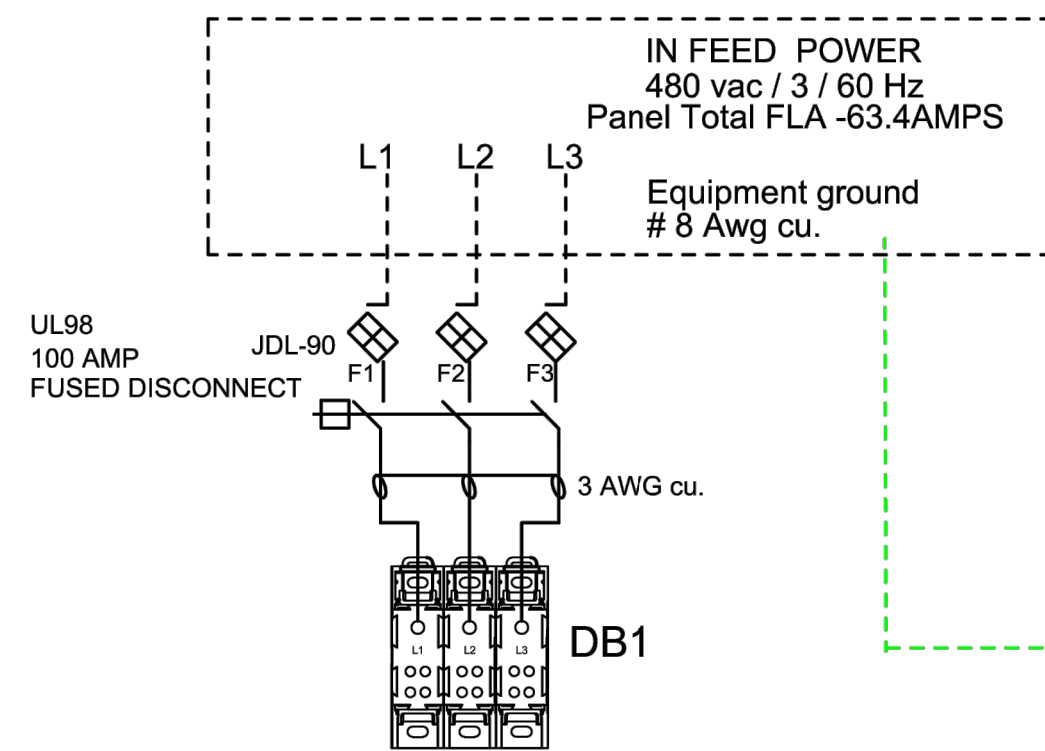 IN FEED POWER
480 vac / 3 / 60 Hz
Panel Total FLA -63.4AMPS
L1 L2 L3
Equipment ground
# 8 Awg cu.
UL98
100 AMP
FUSED DISCONNECT
JDL-90
F1 F2 F3
3 AWG cu.
DB1
L1 L2 L3